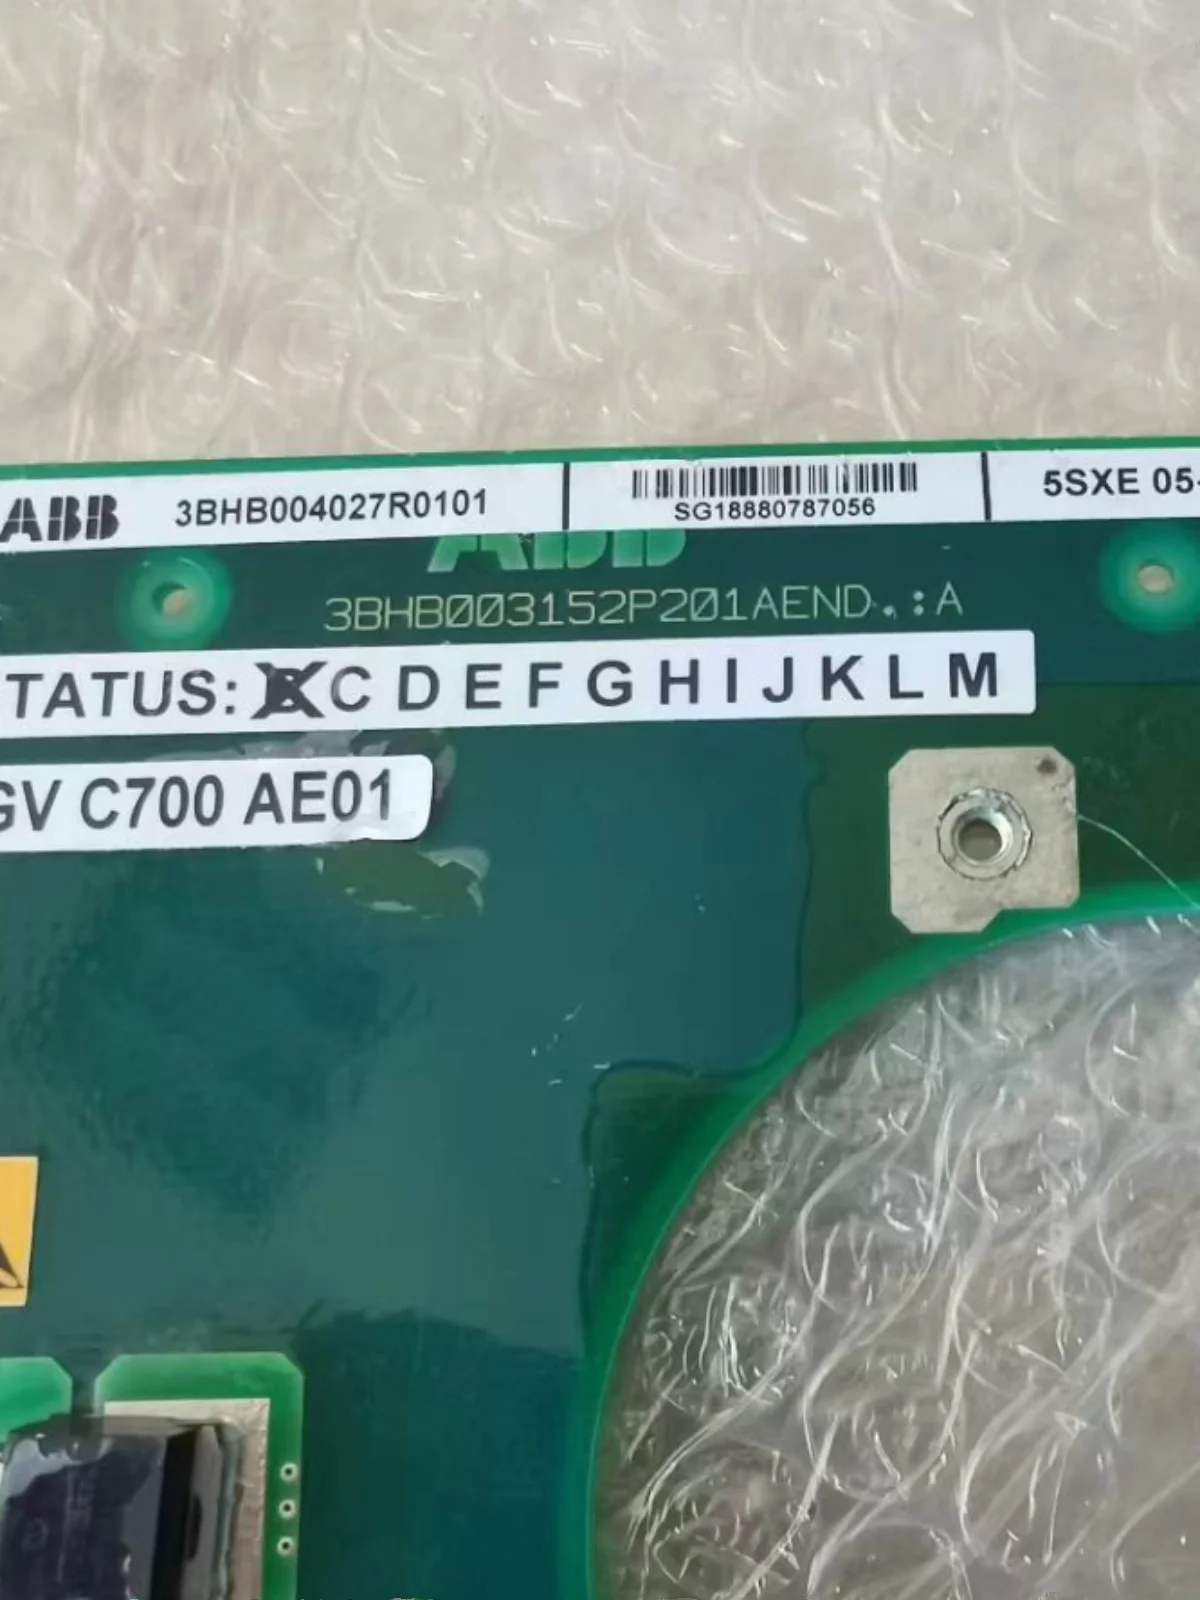 ABB 3BHB004027R0101 SG18880787056 5SXE 05-
ABB
3BHB003152P201AEND.:A
TATUS: B C D E F G H I J K L M
GV C700 AE01